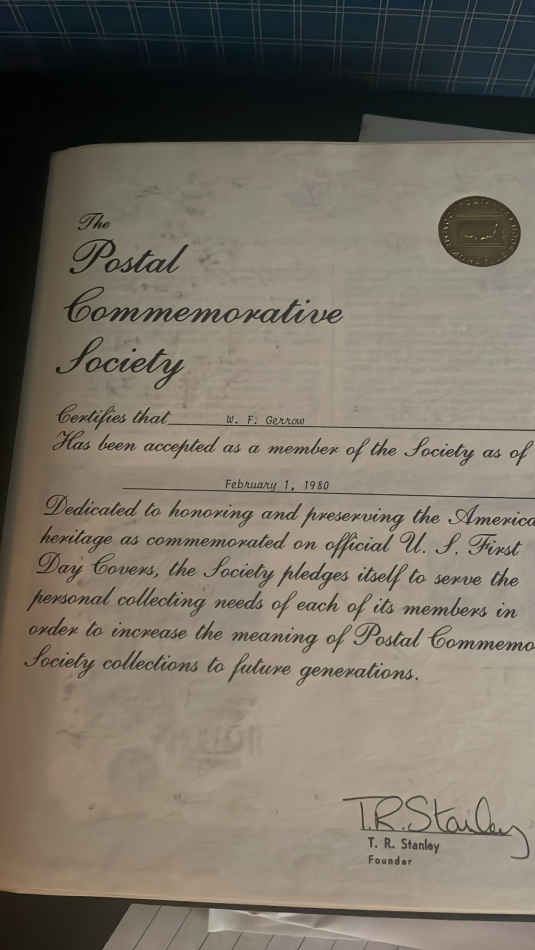 The
Postal
Commemorative
Society
Certifies that W. F. Gerrow
Has been accepted as a member of the Society as of
February 1, 1980
Dedicated to honoring and preserving the America
heritage as commemorated on official U. S. First
Day Covers, the Society pledges itself to serve the
personal collecting needs of each of its members in
order to increase the meaning of Postal Commemo
Society collections to future generations.
T.R. Stanley
T. R. Stanley
Founder